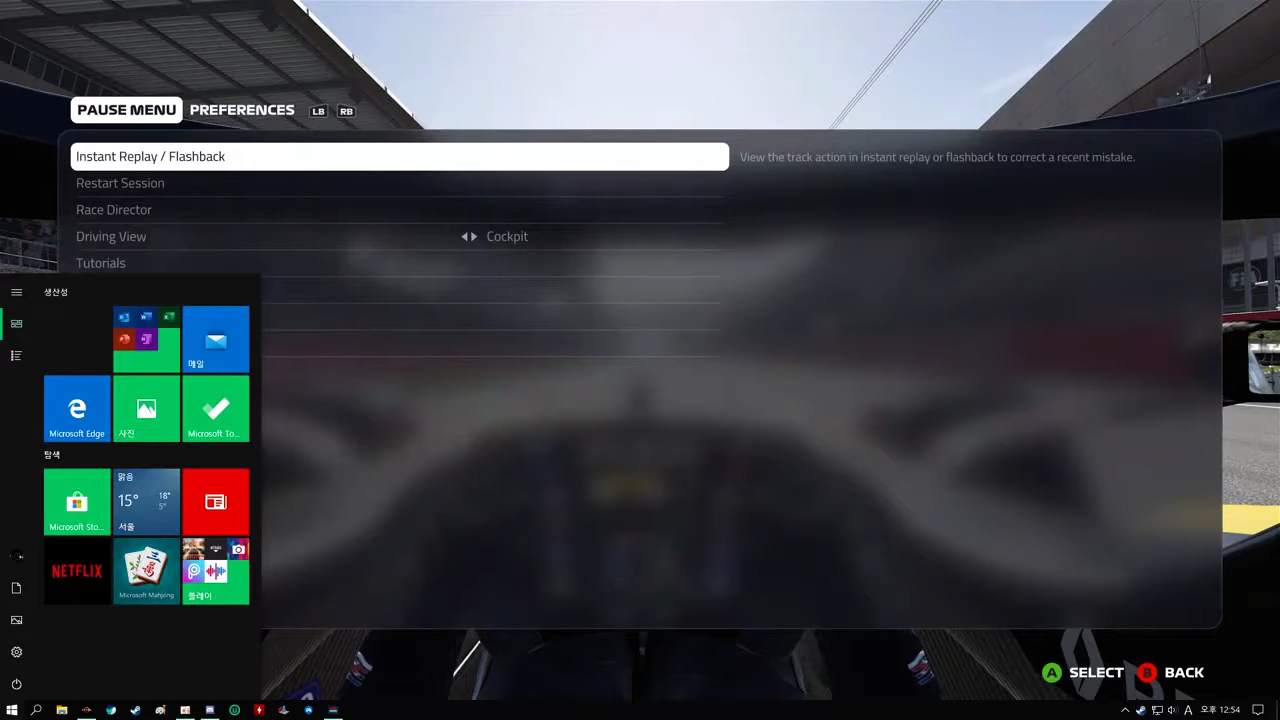 PAUSE MENU PREFERENCES LB RB
Instant Replay / Flashback
View the track action in instant replay or flashback to correct a recent mistake.
Restart Session
Race Director
Driving View Cockpit
Tutorials
생산성
메일
Microsoft Edge
사진
Microsoft To...
탐색
Microsoft Sto...
맑음
15° 18°
5°
서울
NETFLIX
Microsoft Mahjong
플레이
A SELECT B BACK
A 오후 12:54